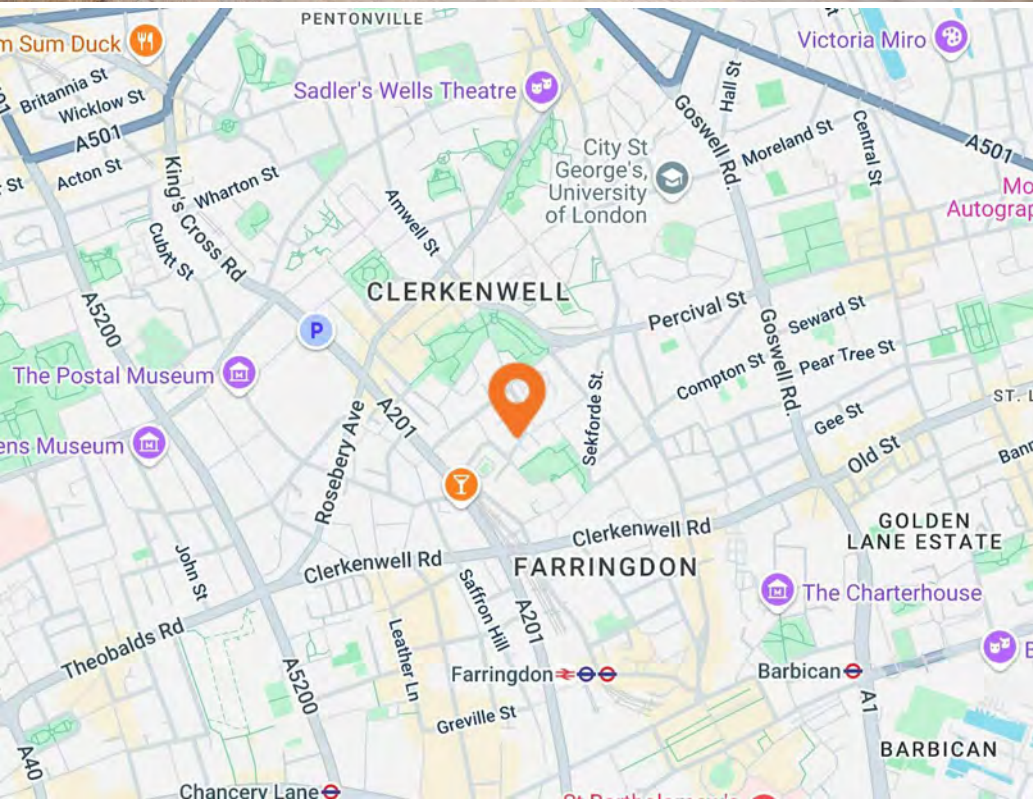 PENTONVILLE
m Sum Duck
Victoria Miro
Britannia St
Wicklow St
Sadler's Wells Theatre
Hall St
Goswell Rd.
A501
Moreland St
Central St
A501
St
Acton St
King's Cross Rd
Wharton St
City St
George's,
University
of London
Mo
Autograp
Amwell St
Cubitt St
CLERKENWELL
A5200
Percival St
Seward St
P
Goswell Rd.
Pear Tree St
The Postal Museum
Compton St
ST. L
Sekforde St.
A201
Gee St
ens Museum
Rosebery Ave
Old St
Bann
GOLDEN
LANE ESTATE
Clerkenwell Rd
Clerkenwell Rd
FARRINGDON
John St
Saffron Hill
A201
The Charterhouse
Theobalds Rd
Leather Ln
Farringdon
Barbican
A5200
A1
Greville St
BARBICAN
A40
Chancery Lane
St Bartholomew's